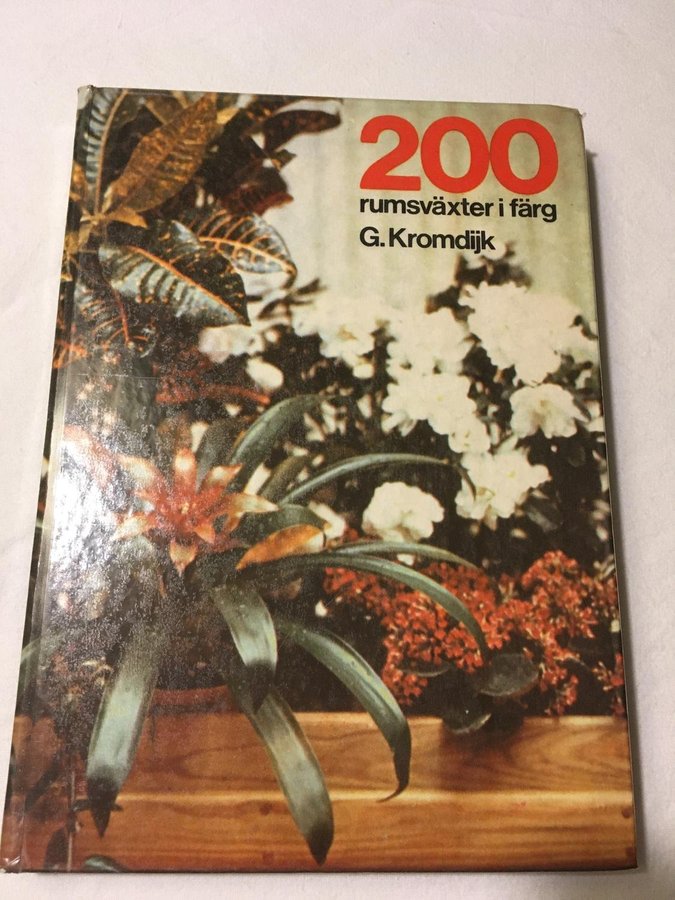 200
rumsväxter i färg
G. Kromdijk